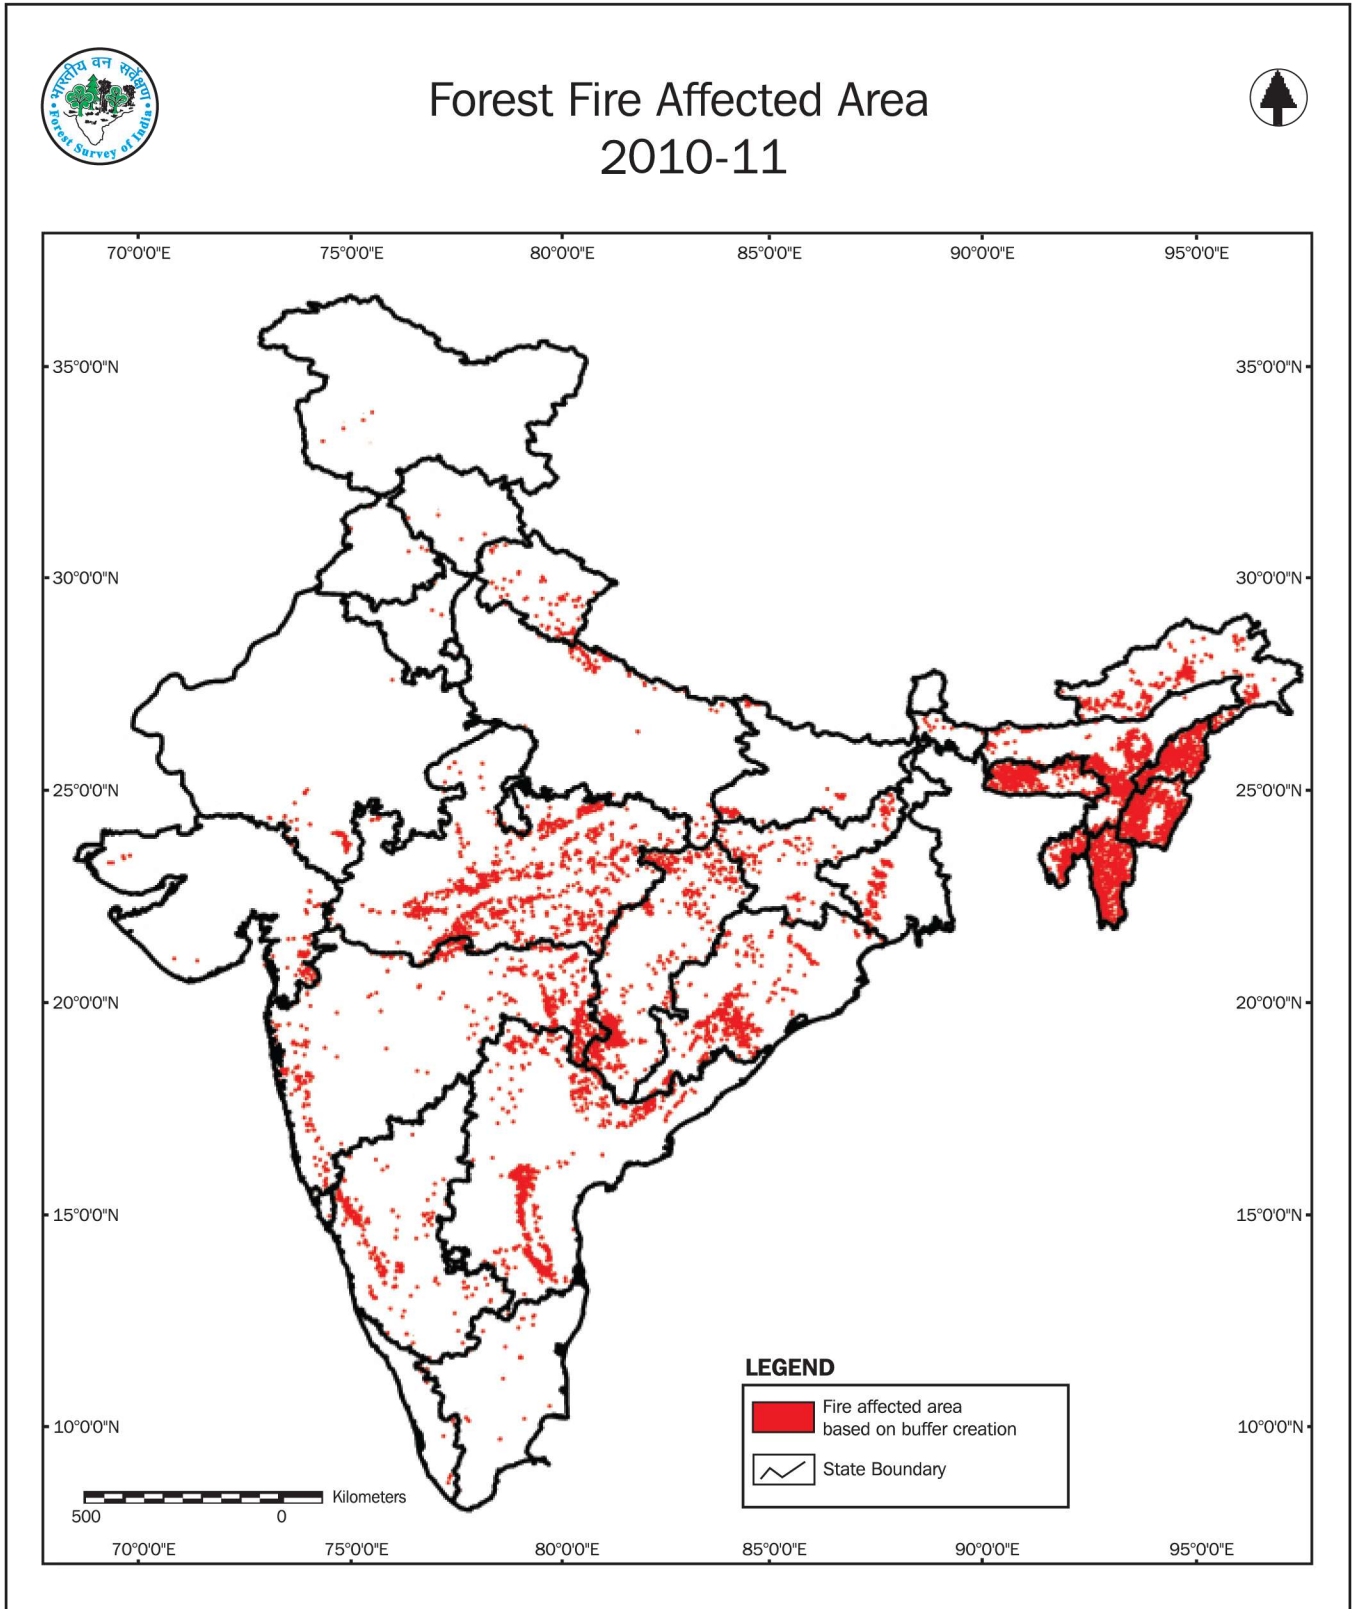 भारतीय वन सर्वेक्षण
Forest Survey of India
Forest Fire Affected Area
2010-11
70°0'0"E 75°0'0"E 80°0'0"E 85°0'0"E 90°0'0"E 95°0'0"E
35°0'0"N 35°0'0"N
30°0'0"N 30°0'0"N
25°0'0"N 25°0'0"N
20°0'0"N 20°0'0"N
15°0'0"N 15°0'0"N
10°0'0"N 10°0'0"N
LEGEND
Fire affected area
based on buffer creation
State Boundary
Kilometers
500 0
70°0'0"E 75°0'0"E 80°0'0"E 85°0'0"E 90°0'0"E 95°0'0"E